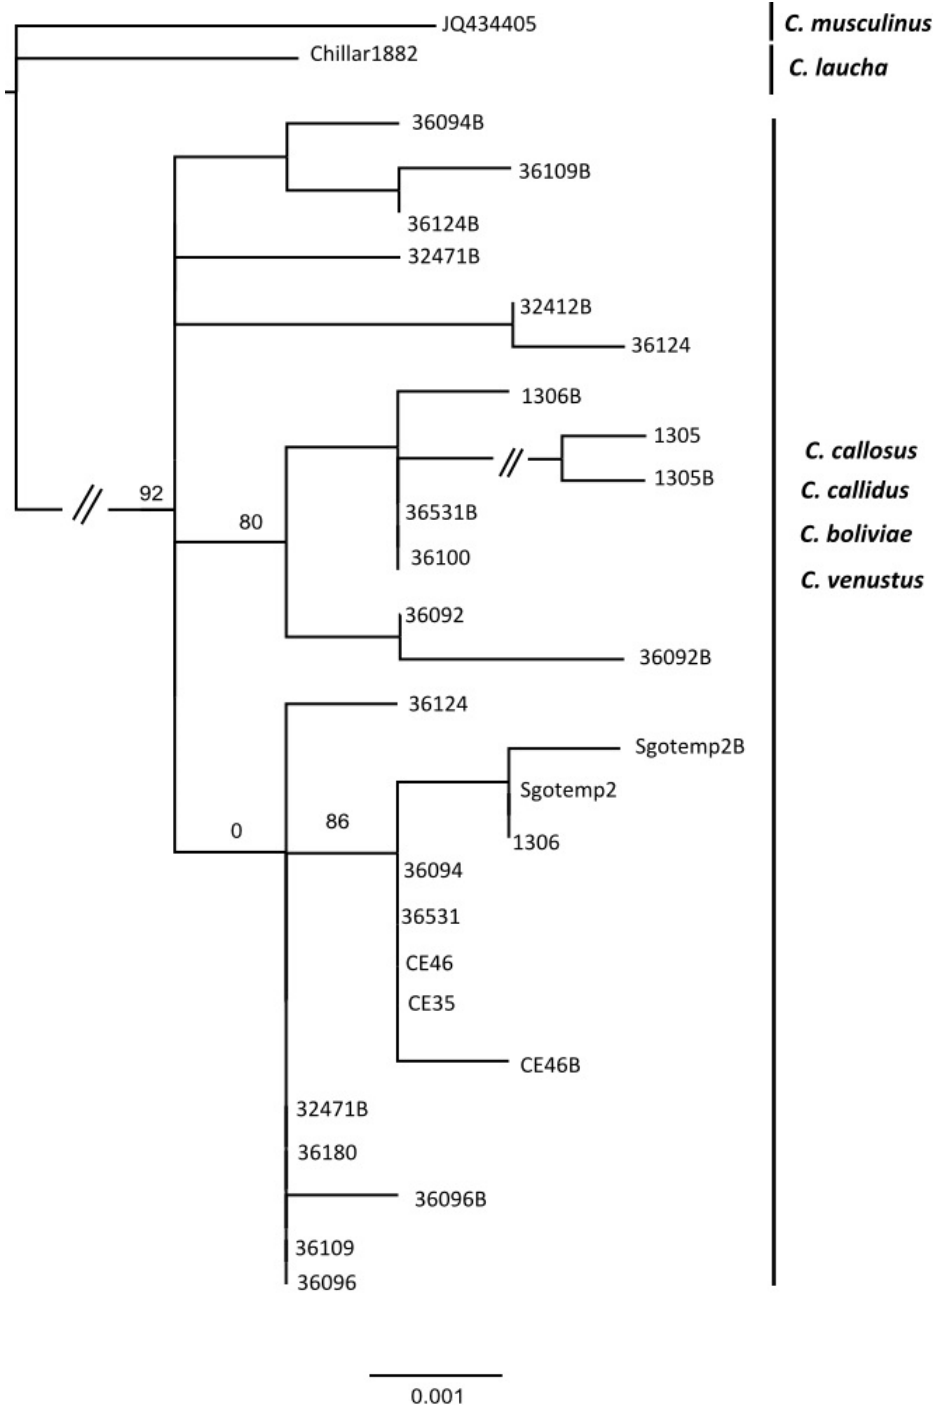 JQ434405
C. musculinus
Chillar1882
C. laucha
36094B
36109B
36124B
32471B
32412B
36124
1306B
1305
1305B
C. callosus
C. callidus
92
36531B
80
C. boliviae
36100
C. venustus
36092
36092B
36124
Sgotemp2B
Sgotemp2
86
0
1306
36094
36531
CE46
CE35
CE46B
32471B
36180
36096B
36109
36096
0.001